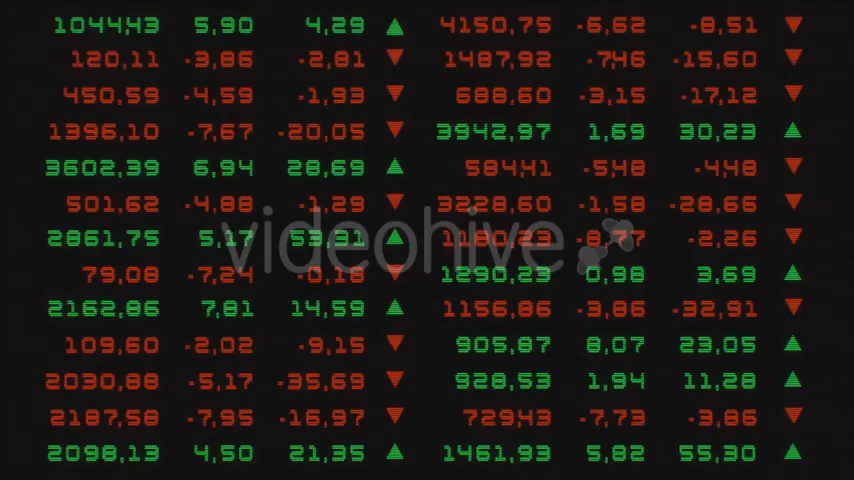 1044,43 5,90 4,29 ▲ 4150,75 -6,62 -8,51 ▼
120,11 -3,86 -2,81 ▼ 1487,92 -7,46 -15,60 ▼
450,59 -4,59 -1,93 ▼ 688,60 -3,15 -17,12 ▼
1396,10 -7,67 -20,05 ▼ 3942,97 1,69 30,23 ▲
3602,39 6,94 28,69 ▲ 584,41 -5,48 -4,48 ▼
501,62 -4,88 -1,29 ▼ 3228,60 -1,58 -28,66 ▼
2861,75 5,17 53,31 ▲ -2,26 ▼
videohive
79,08 -7,24 -0,18 ▼ 1290,23 0,98 3,69 ▲
2162,86 7,81 14,59 ▲ 1156,86 -3,86 -32,91 ▼
109,60 -2,02 -9,15 ▼ 905,87 8,07 23,05 ▲
2030,88 -5,17 -35,69 ▼ 928,53 1,94 11,28 ▲
2187,58 -7,95 -16,97 ▼ 729,43 -7,73 -3,86 ▼
2098,13 4,50 21,35 ▲ 1461,93 5,82 55,30 ▲